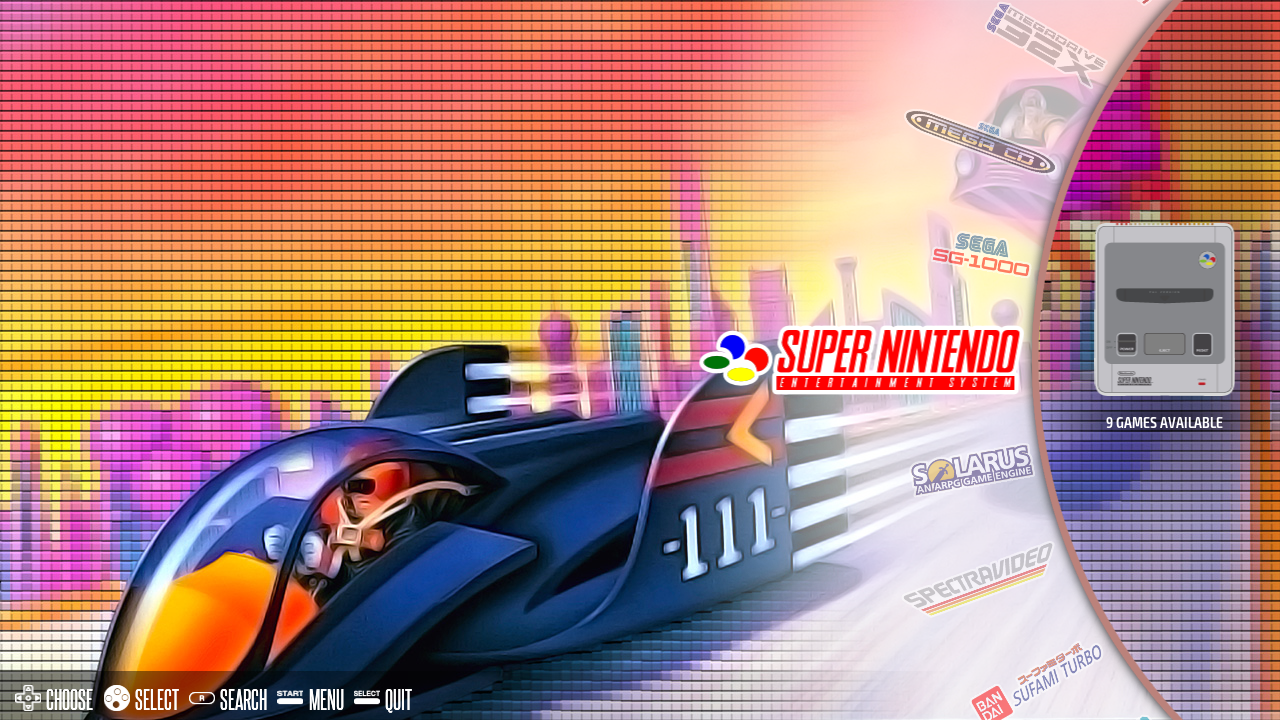 SEGA
MEGADRIVE
32X
SEGA
MEGA CD
SEGA
SG-1000
SUPER NINTENDO
ENTERTAINMENT SYSTEM
9 GAMES AVAILABLE
SOLARUS
AN ARPG GAME ENGINE
-111-
SPECTRAVIDEO
スーファミターボ
SUFAMI TURBO
BAN
DAI
CHOOSE
SELECT
R SEARCH
START MENU
SELECT QUIT